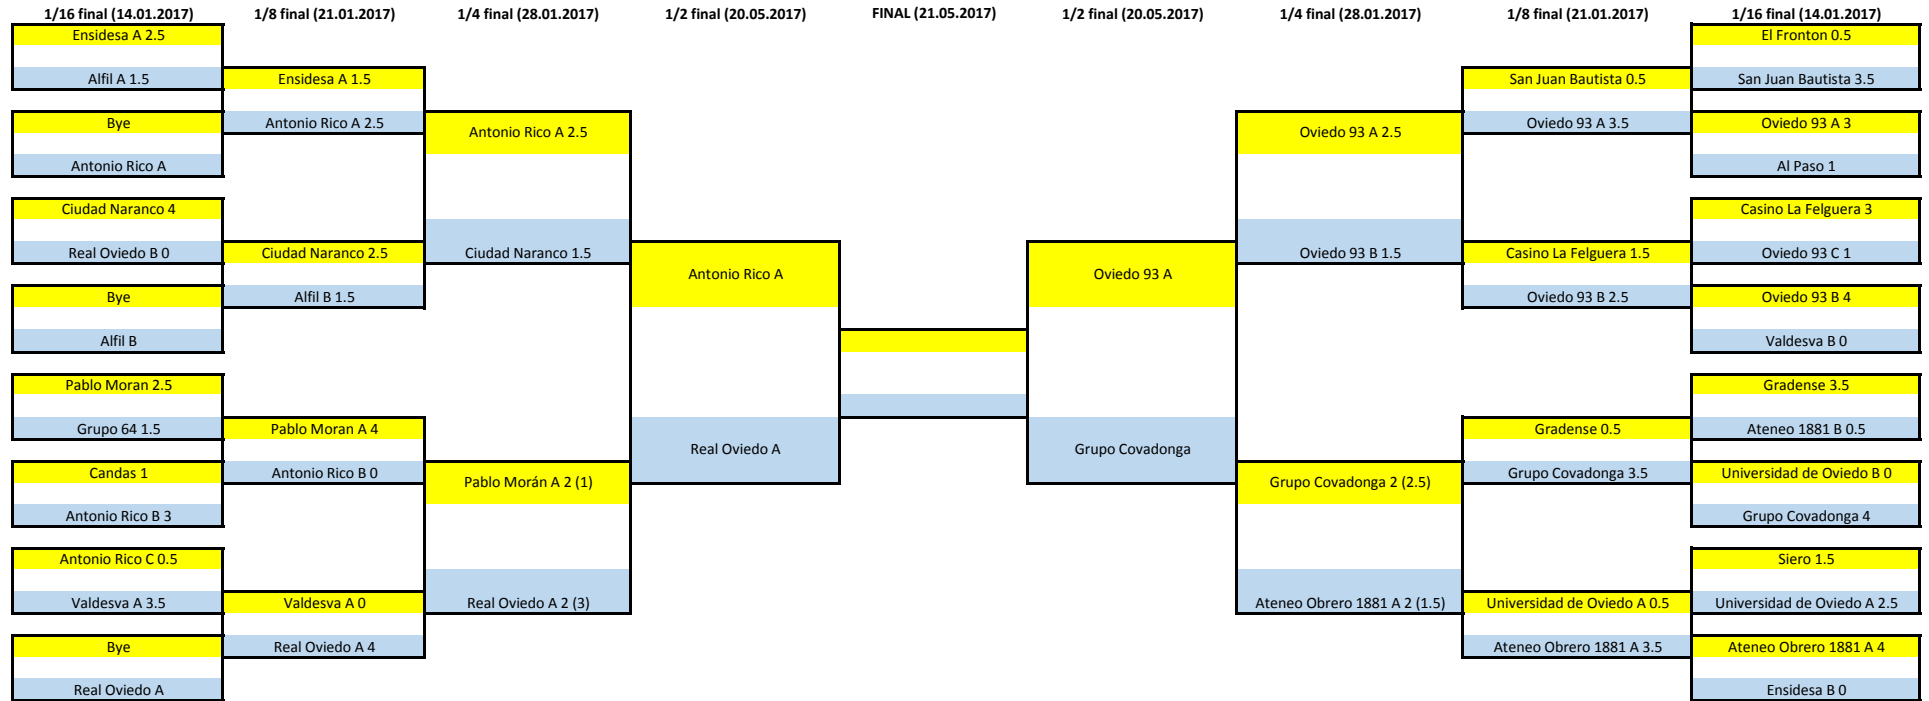 1/16 final (14.01.2017)
1/8 final (21.01.2017)
1/4 final (28.01.2017)
1/2 final (20.05.2017)
FINAL (21.05.2017)
1/2 final (20.05.2017)
1/4 final (28.01.2017)
1/8 final (21.01.2017)
1/16 final (14.01.2017)
Ensidesa A 2.5
Alfil A 1.5
Bye
Antonio Rico A
Ciudad Naranco 4
Real Oviedo B 0
Bye
Alfil B
Pablo Moran 2.5
Grupo 64 1.5
Candas 1
Antonio Rico B 3
Antonio Rico C 0.5
Valdesva A 3.5
Bye
Real Oviedo A
Ensidesa A 1.5
Antonio Rico A 2.5
Ciudad Naranco 2.5
Alfil B 1.5
Pablo Moran A 4
Antonio Rico B 0
Valdesva A 0
Real Oviedo A 4
Antonio Rico A 2.5
Ciudad Naranco 1.5
Pablo Morán A 2 (1)
Real Oviedo A 2 (3)
Antonio Rico A
Real Oviedo A
Oviedo 93 A
Grupo Covadonga
Oviedo 93 A 2.5
Oviedo 93 B 1.5
Grupo Covadonga 2 (2.5)
Ateneo Obrero 1881 A 2 (1.5)
San Juan Bautista 0.5
Oviedo 93 A 3.5
Casino La Felguera 1.5
Oviedo 93 B 2.5
Gradense 0.5
Grupo Covadonga 3.5
Universidad de Oviedo A 0.5
Ateneo Obrero 1881 A 3.5
El Fronton 0.5
San Juan Bautista 3.5
Oviedo 93 A 3
Al Paso 1
Casino La Felguera 3
Oviedo 93 C 1
Oviedo 93 B 4
Valdesva B 0
Gradense 3.5
Ateneo 1881 B 0.5
Universidad de Oviedo B 0
Grupo Covadonga 4
Siero 1.5
Universidad de Oviedo A 2.5
Ateneo Obrero 1881 A 4
Ensidesa B 0